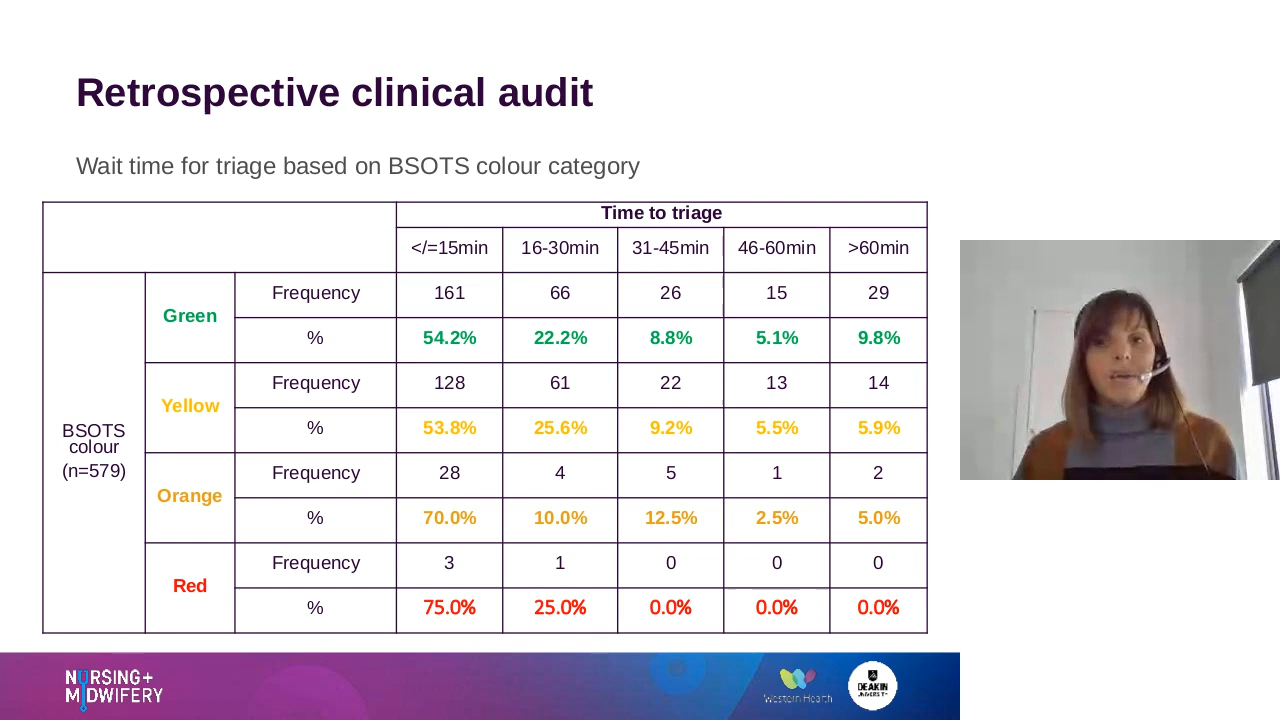 Retrospective clinical audit
Wait time for triage based on BSOTS colour category
Time to triage
</=15min 16-30min 31-45min 46-60min >60min
BSOTS colour (n=579)
Green Frequency 161 66 26 15 29
% 54.2% 22.2% 8.8% 5.1% 9.8%
Yellow Frequency 128 61 22 13 14
% 53.8% 25.6% 9.2% 5.5% 5.9%
Orange Frequency 28 4 5 1 2
% 70.0% 10.0% 12.5% 2.5% 5.0%
Red Frequency 3 1 0 0 0
% 75.0% 25.0% 0.0% 0.0% 0.0%
NURSING+
MIDWIFERY
Western Health
DEAKIN
UNIVERSITY